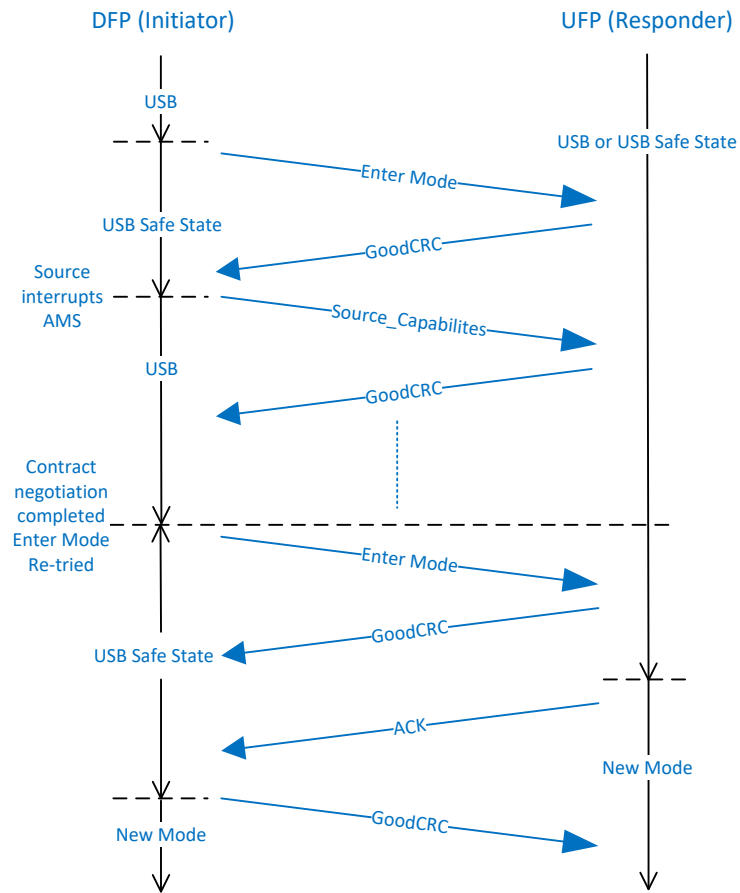 DFP (Initiator)
UFP (Responder)
USB
USB or USB Safe State
Enter Mode
USB Safe State
GoodCRC
Source
interrupts
AMS
Source_Capabilites
USB
GoodCRC
Contract
negotiation
completed
Enter Mode
Re-tried
Enter Mode
GoodCRC
USB Safe State
ACK
New Mode
GoodCRC
New Mode